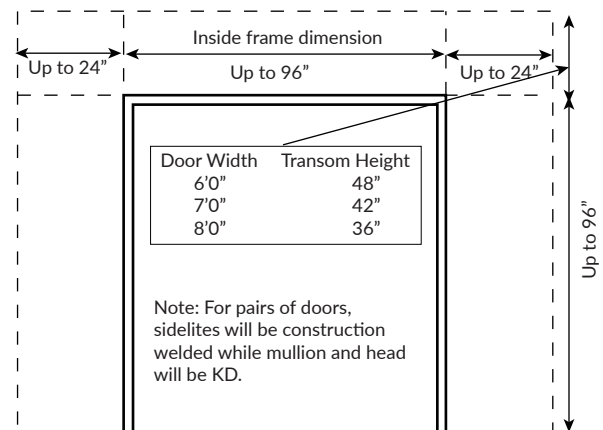 Inside frame dimension
Up to 24”
Up to 96”
Up to 24”
Door Width Transom Height
6’0” 48”
7’0” 42”
8’0” 36”
Up to 96”
Note: For pairs of doors,
sidelites will be construction
welded while mullion and head
will be KD.